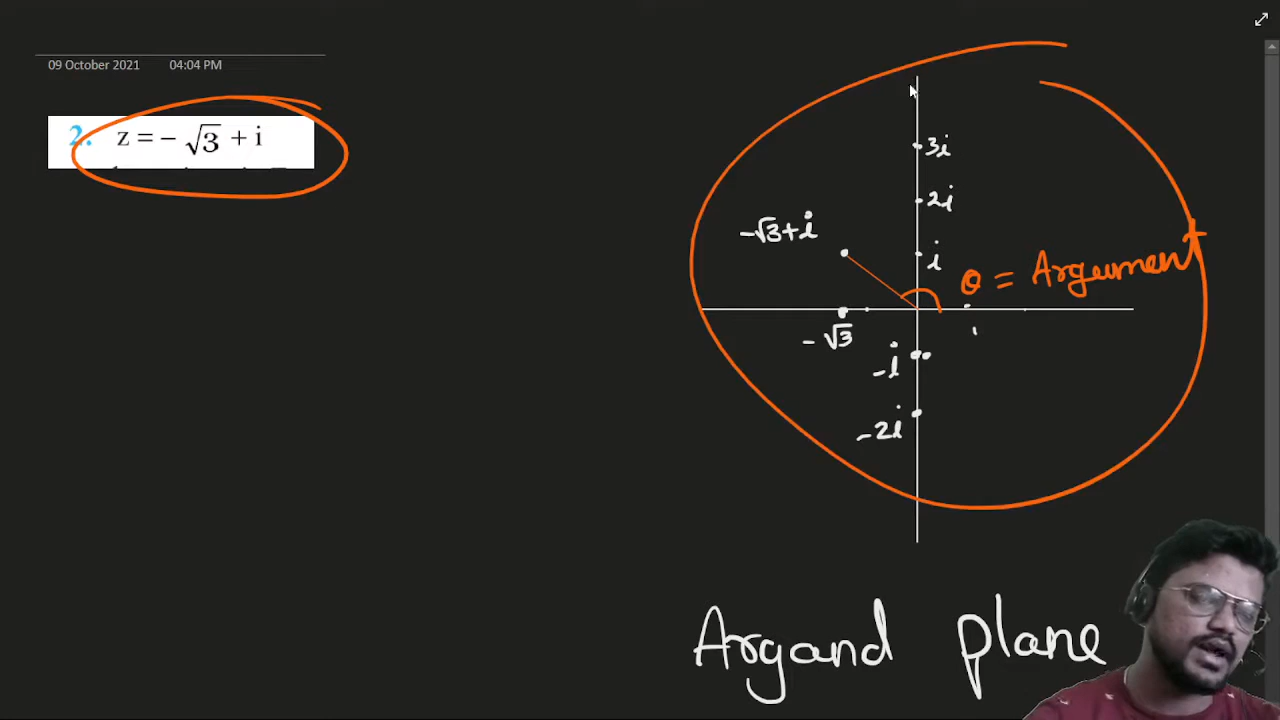 09 October 2021 04:04 PM
2. z = − √3 + i
3i
2i
-√3+i
i
θ = Argument
- √3
-i
-2i
Argand plane